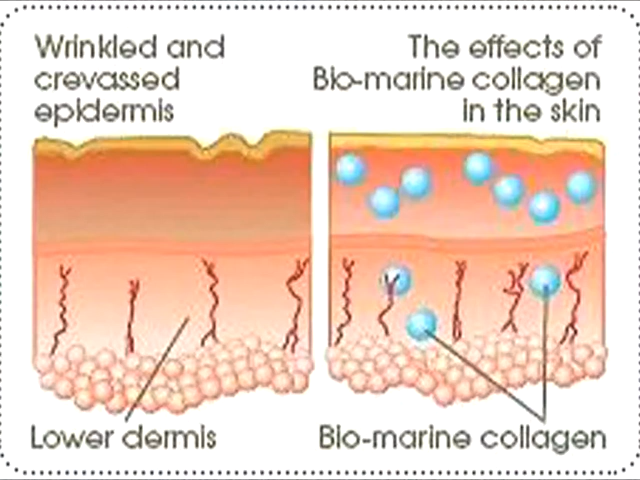 Wrinkled and
crevassed
epidermis
The effects of
Bio-marine collagen
in the skin
Lower dermis
Bio-marine collagen